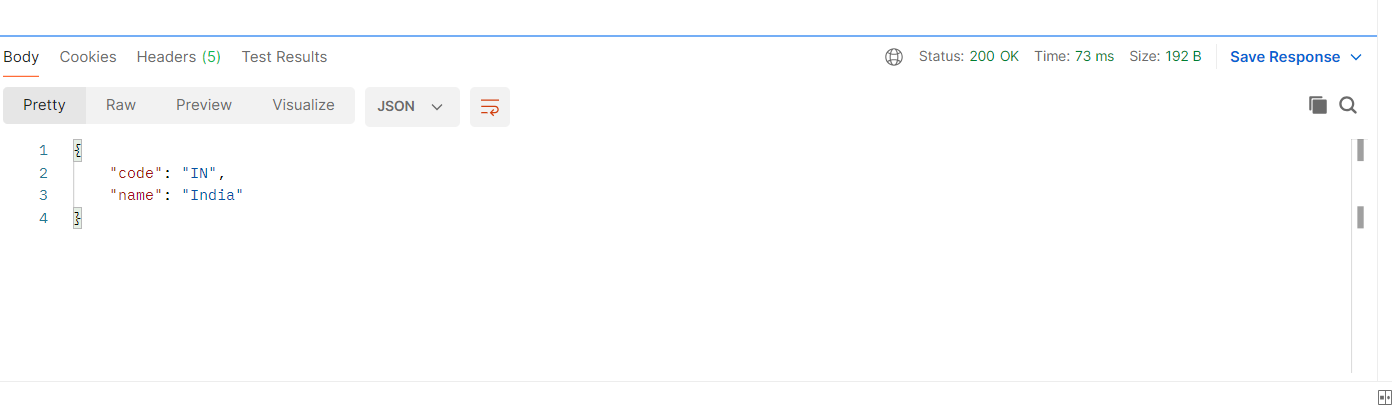 Body Cookies Headers (5) Test Results Status: 200 OK Time: 73 ms Size: 192 B Save Response
Pretty Raw Preview Visualize JSON
1 {
2 "code": "IN",
3 "name": "India"
4 }